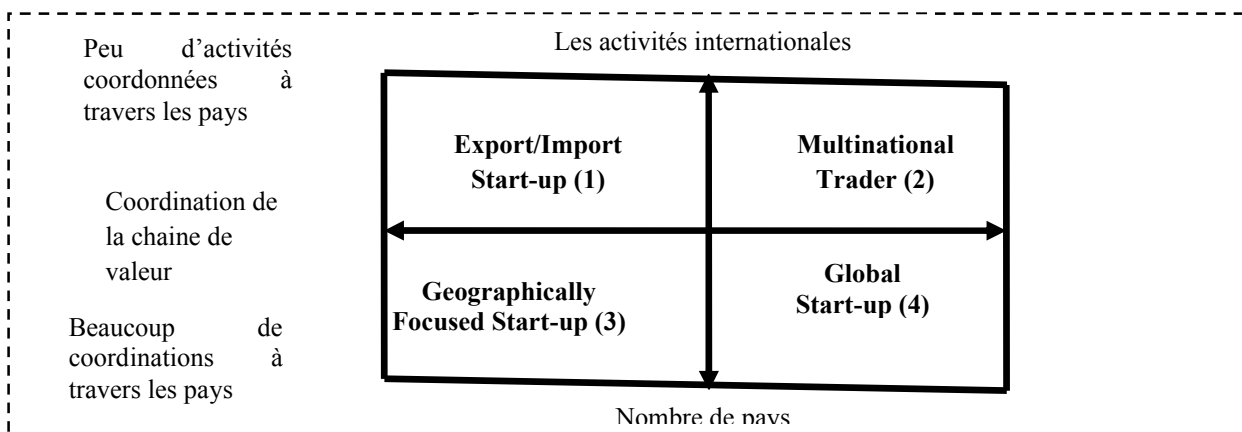 Les activités internationales
Peu d’activités
coordonnées à
travers les pays
Export/Import
Start-up (1)
Multinational
Trader (2)
Coordination de
la chaine de
valeur
Geographically
Focused Start-up (3)
Global
Start-up (4)
Beaucoup de
coordinations à
travers les pays
Nombre de pays